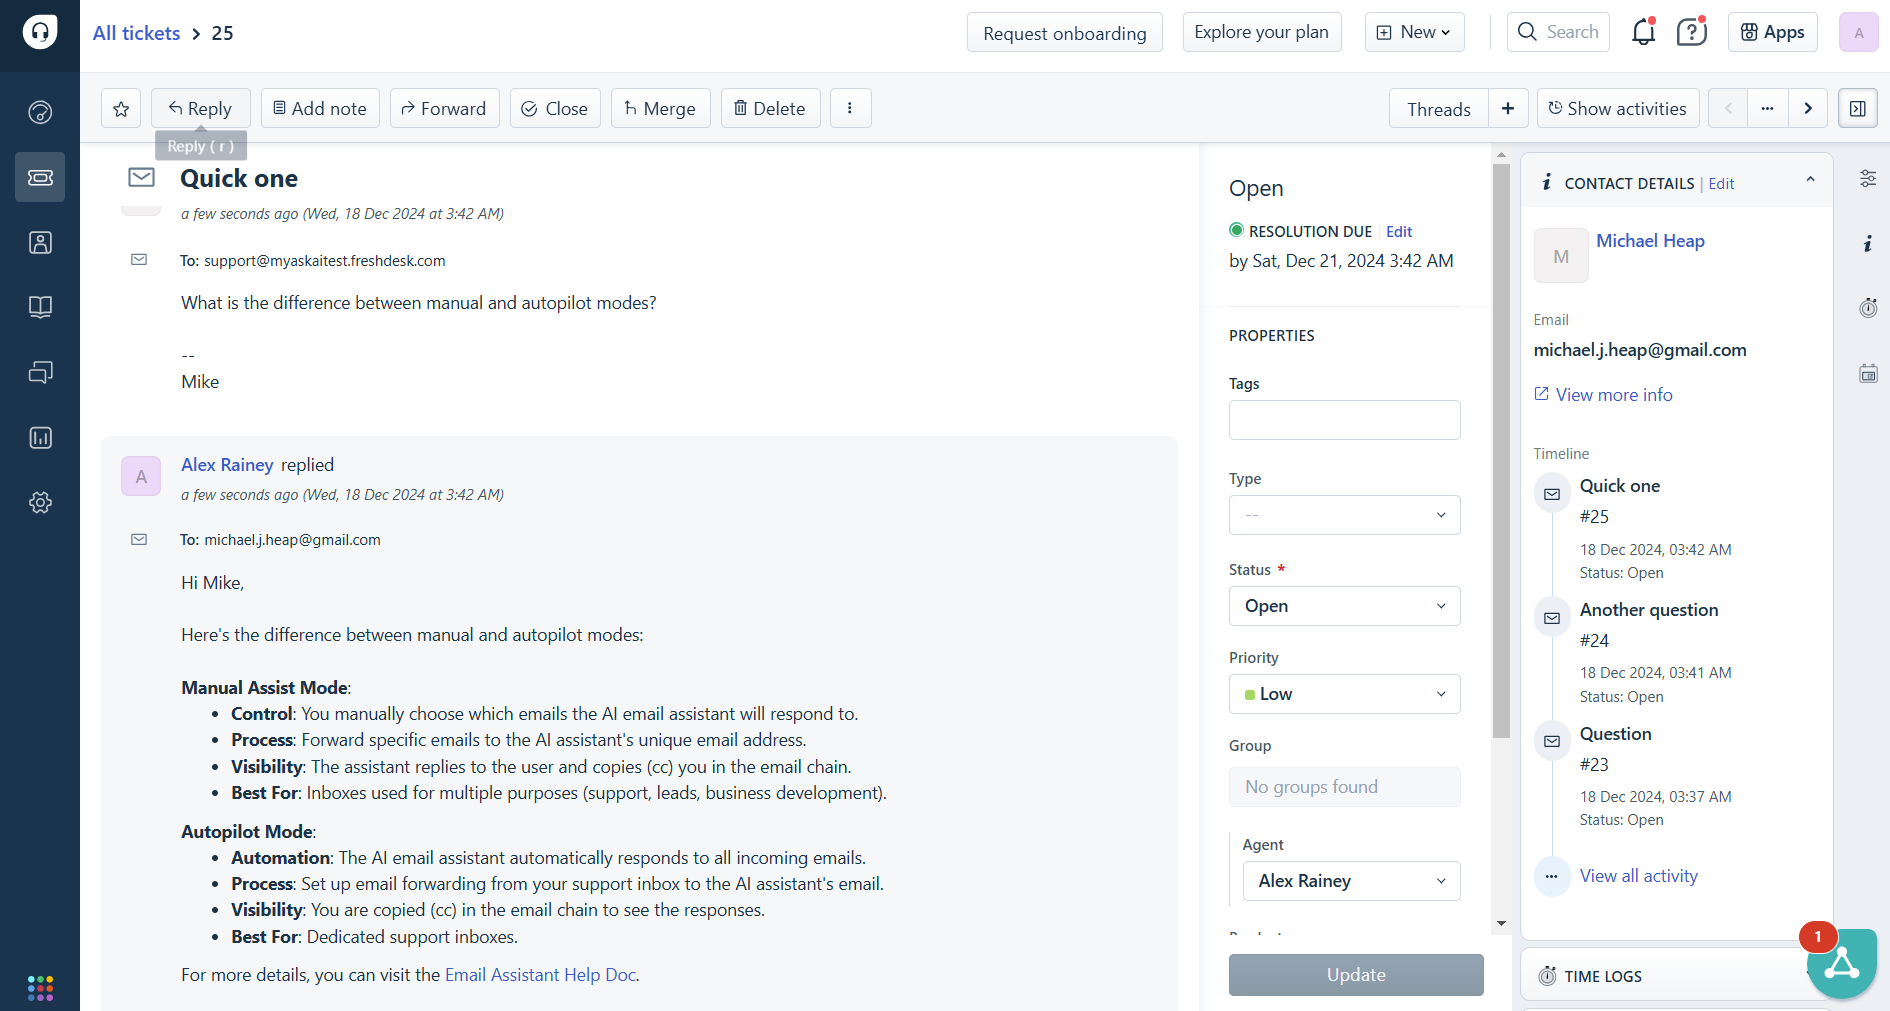 All tickets > 25
Request onboarding
Explore your plan
New
Search
Apps
A
Reply
Add note
Forward
Close
Merge
Delete
Threads
+
Show activities
Reply ( r )
Quick one
a few seconds ago (Wed, 18 Dec 2024 at 3:42 AM)
To: support@myaskaitest.freshdesk.com
What is the difference between manual and autopilot modes?
--
Mike
A
Alex Rainey replied
a few seconds ago (Wed, 18 Dec 2024 at 3:42 AM)
To: michael.j.heap@gmail.com
Hi Mike,
Here's the difference between manual and autopilot modes:
Manual Assist Mode:
• Control: You manually choose which emails the AI email assistant will respond to.
• Process: Forward specific emails to the AI assistant's unique email address.
• Visibility: The assistant replies to the user and copies (cc) you in the email chain.
• Best For: Inboxes used for multiple purposes (support, leads, business development).
Autopilot Mode:
• Automation: The AI email assistant automatically responds to all incoming emails.
• Process: Set up email forwarding from your support inbox to the AI assistant's email.
• Visibility: You are copied (cc) in the email chain to see the responses.
• Best For: Dedicated support inboxes.
For more details, you can visit the Email Assistant Help Doc.
Open
RESOLUTION DUE | Edit
by Sat, Dec 21, 2024 3:42 AM
PROPERTIES
Tags
Type
--
Status *
Open
Priority
Low
Group
No groups found
Agent
Alex Rainey
Update
CONTACT DETAILS | Edit
M
Michael Heap
Email
michael.j.heap@gmail.com
View more info
Timeline
Quick one
#25
18 Dec 2024, 03:42 AM
Status: Open
Another question
#24
18 Dec 2024, 03:41 AM
Status: Open
Question
#23
18 Dec 2024, 03:37 AM
Status: Open
View all activity
1
TIME LOGS